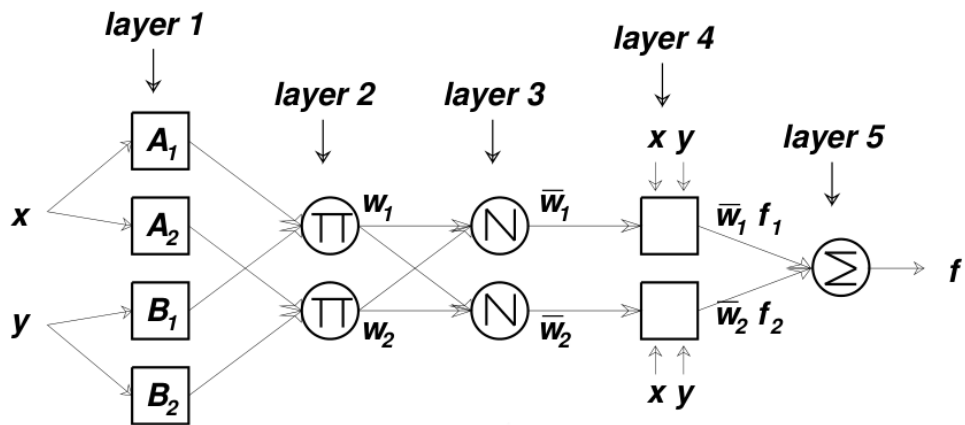 layer 1
layer 2
layer 3
layer 4
layer 5
x y
A₁
x
A₂
∏
w₁
N
w̅₁
w̅₁ f₁
Σ
f
y
B₁
∏
w₂
N
w̅₂
w̅₂ f₂
B₂
x y